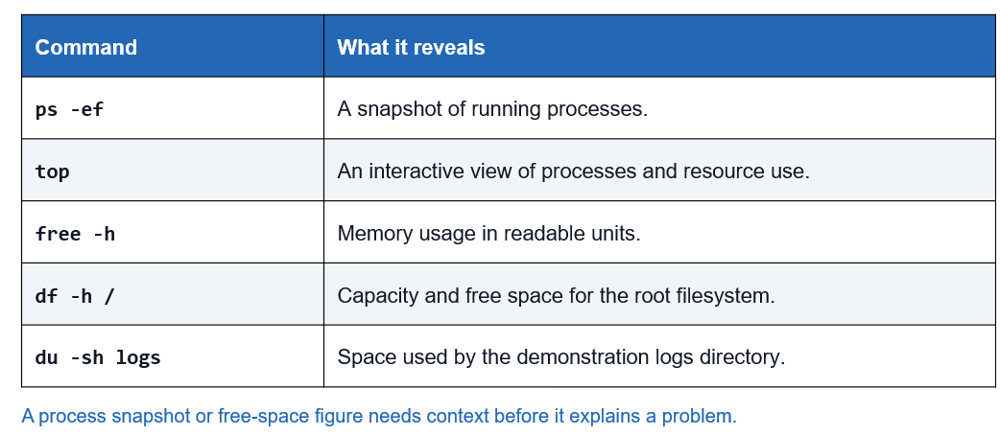 Command What it reveals
ps -ef A snapshot of running processes.
top An interactive view of processes and resource use.
free -h Memory usage in readable units.
df -h / Capacity and free space for the root filesystem.
du -sh logs Space used by the demonstration logs directory.
A process snapshot or free-space figure needs context before it explains a problem.